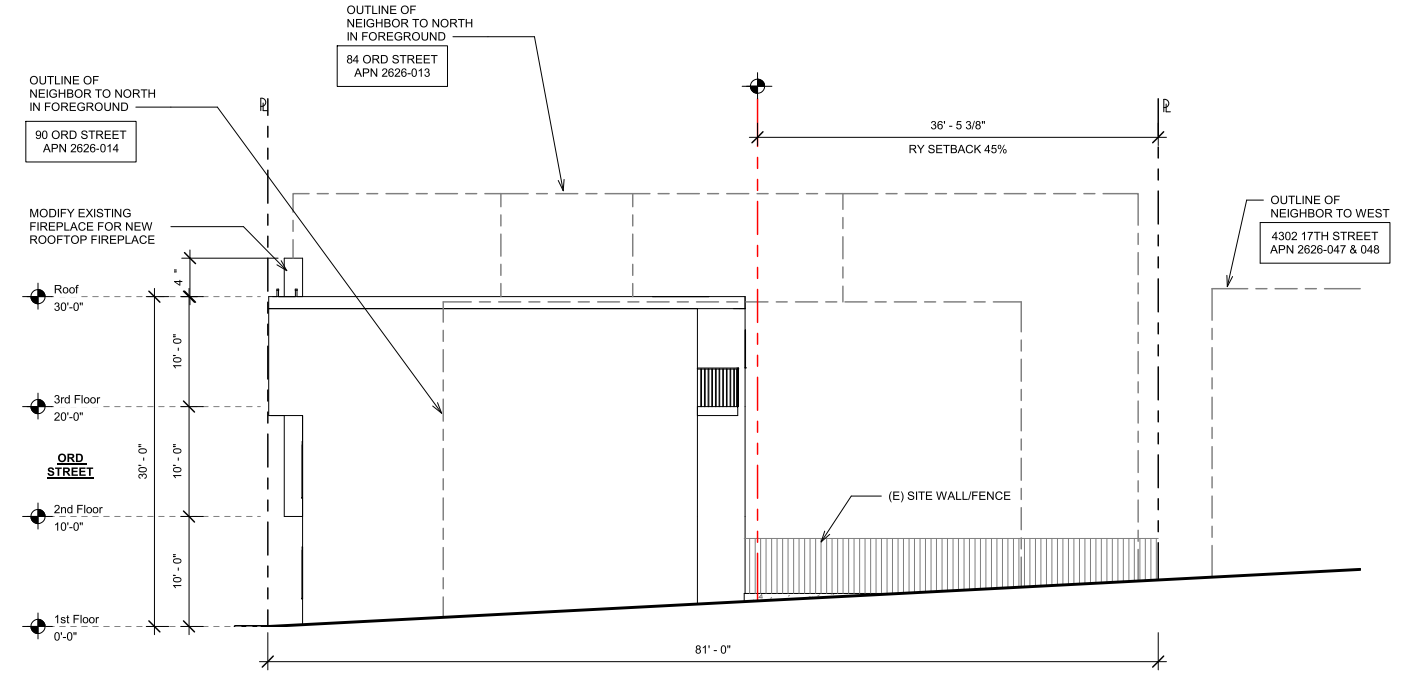 OUTLINE OF
NEIGHBOR TO NORTH
IN FOREGROUND
84 ORD STREET
APN 2626-013
OUTLINE OF
NEIGHBOR TO NORTH
IN FOREGROUND
90 ORD STREET
APN 2626-014
PL
PL
36' - 5 3/8"
RY SETBACK 45%
MODIFY EXISTING
FIREPLACE FOR NEW
ROOFTOP FIREPLACE
OUTLINE OF
NEIGHBOR TO WEST
4302 17TH STREET
APN 2626-047 & 048
4 "
Roof
30'-0"
10' - 0"
3rd Floor
20'-0"
ORD
STREET
30' - 0"
10' - 0"
2nd Floor
10'-0"
(E) SITE WALL/FENCE
10' - 0"
1st Floor
0'-0"
81' - 0"